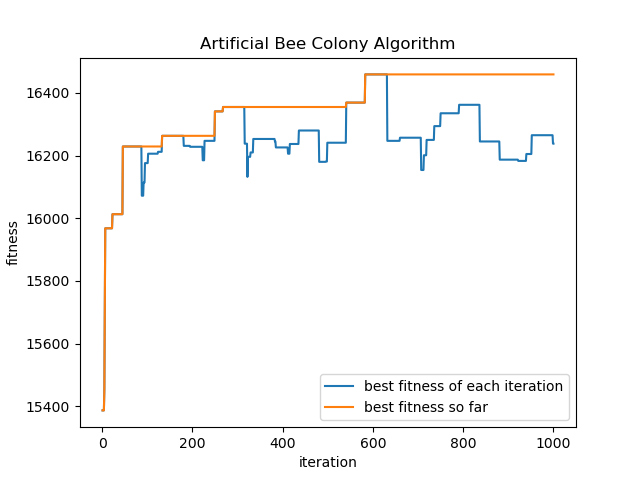 Artificial Bee Colony Algorithm
fitness
16400
16200
16000
15800
15600
15400
0 200 400 600 800 1000
iteration
best fitness of each iteration
best fitness so far